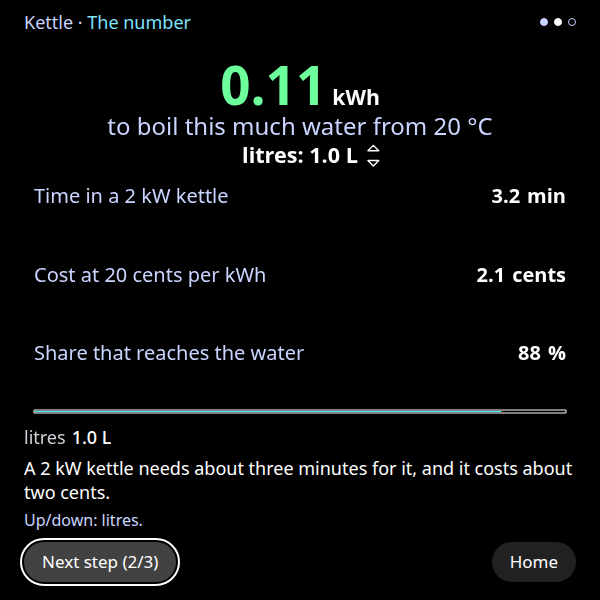 Kettle · The number
0.11 kWh
to boil this much water from 20 °C
litres: 1.0 L
Time in a 2 kW kettle 3.2 min
Cost at 20 cents per kWh 2.1 cents
Share that reaches the water 88 %
litres 1.0 L
A 2 kW kettle needs about three minutes for it, and it costs about
two cents.
Up/down: litres.
Next step (2/3) Home